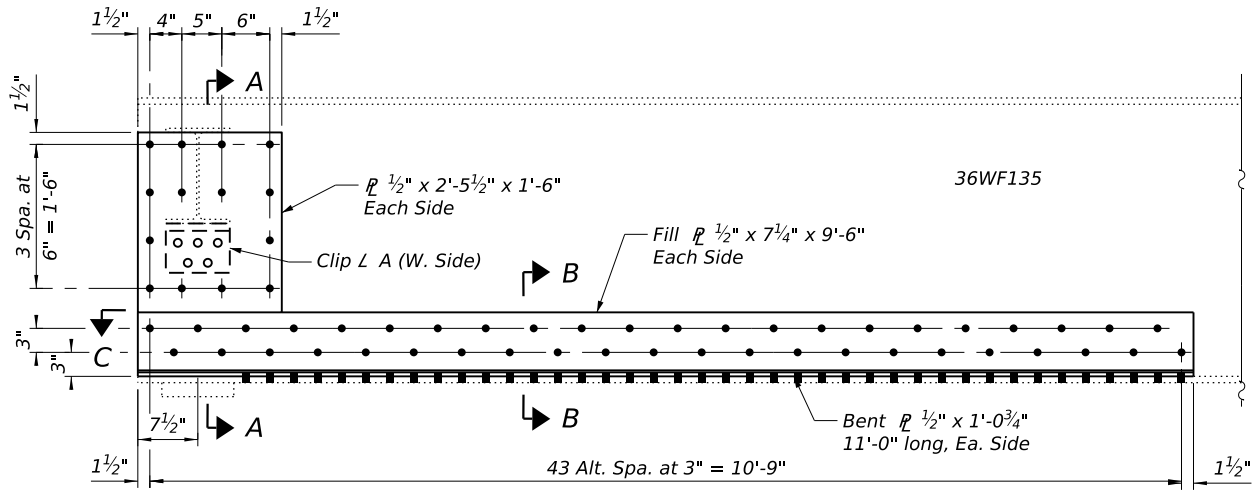 1½" 4" 5" 6" 1½"
A
1½"
3 Spa. at
6" = 1'-6"
℄ ½" x 2'-5½" x 1'-6"
Each Side
36WF135
Fill ℄ ½" x 7¼" x 9'-6"
Each Side
Clip ∠ A (W. Side)
B
C
3"
3"
7½"
A
B
Bent ℄ ½" x 1'-0¾"
11'-0" long, Ea. Side
1½"
43 Alt. Spa. at 3" = 10'-9"
1½"